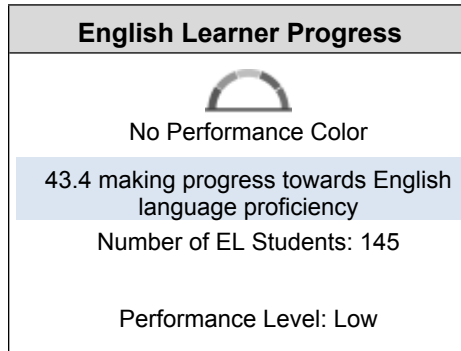 English Learner Progress
No Performance Color
43.4 making progress towards English
language proficiency
Number of EL Students: 145
Performance Level: Low